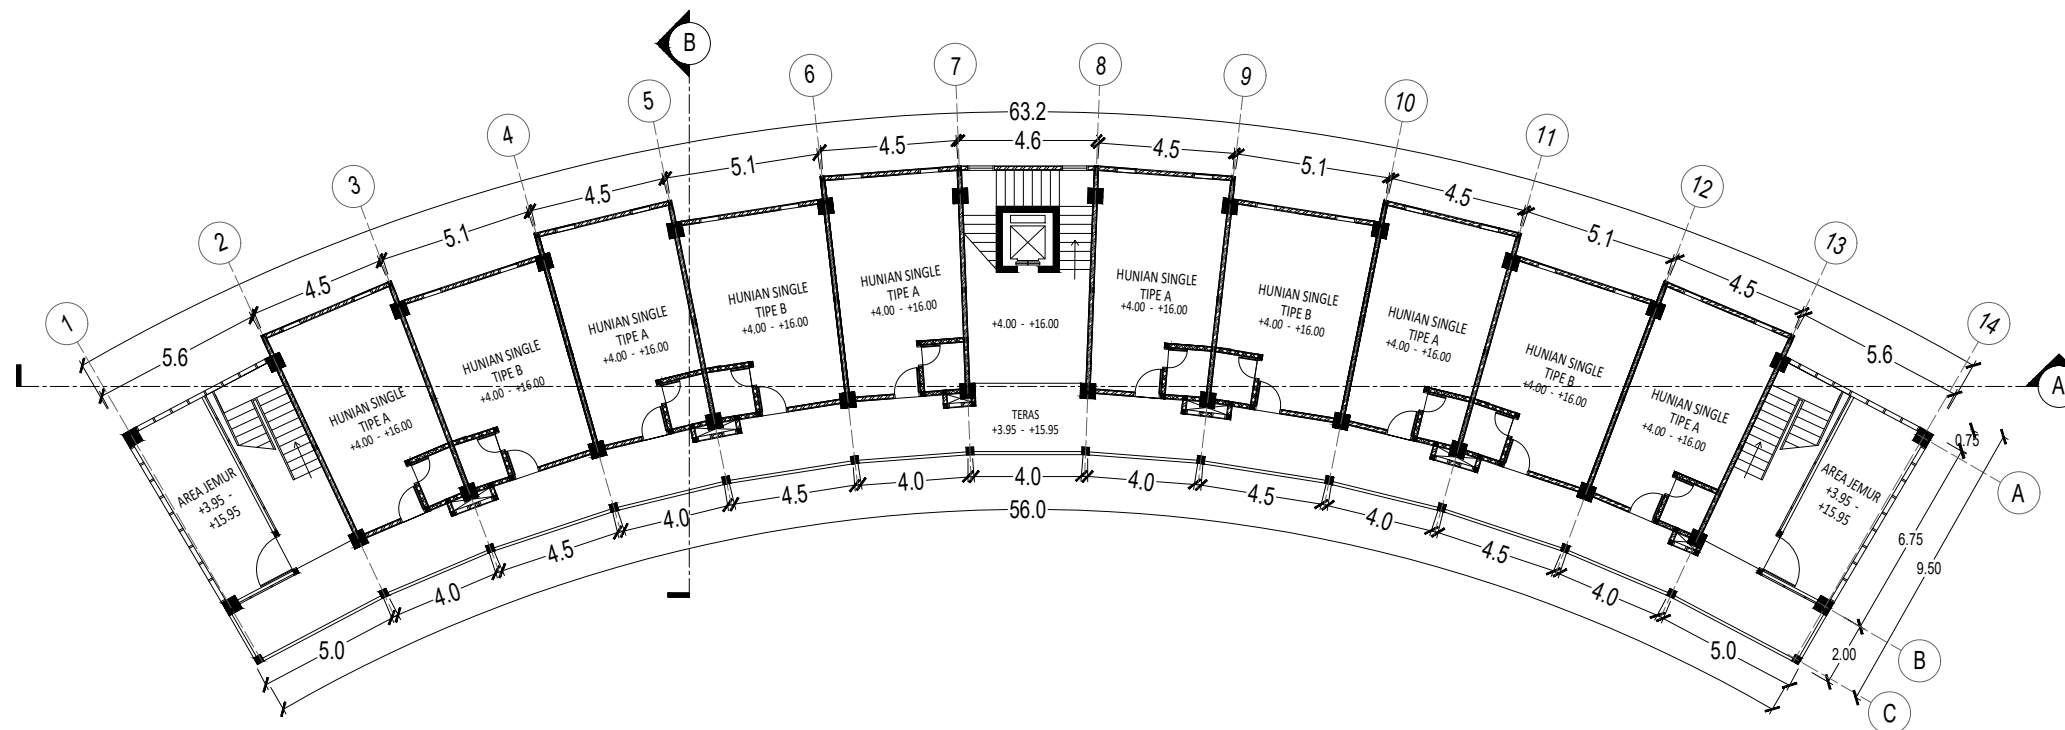 B
1
2
3
4
5
6
7
8
9
10
11
12
13
14
63.2
5.6
4.5
5.1
4.5
5.1
4.5
4.6
4.5
5.1
4.5
5.1
4.5
5.6
AREA JEMUR
+3.95 -
+15.95
HUNIAN SINGLE
TIPE A
+4.00 - +16.00
HUNIAN SINGLE
TIPE B
+4.00 - +16.00
HUNIAN SINGLE
TIPE A
+4.00 - +16.00
HUNIAN SINGLE
TIPE B
+4.00 - +16.00
HUNIAN SINGLE
TIPE A
+4.00 - +16.00
+4.00 - +16.00
TERAS
+3.95 - +15.95
HUNIAN SINGLE
TIPE A
+4.00 - +16.00
HUNIAN SINGLE
TIPE B
+4.00 - +16.00
HUNIAN SINGLE
TIPE A
+4.00 - +16.00
HUNIAN SINGLE
TIPE B
+4.00 - +16.00
HUNIAN SINGLE
TIPE A
+4.00 - +16.00
AREA JEMUR
+3.95 -
+15.95
A
0.75
A
6.75
9.50
2.00
B
C
5.0
4.0
4.5
4.0
4.5
4.0
4.0
4.0
4.5
4.0
4.5
4.0
5.0
56.0